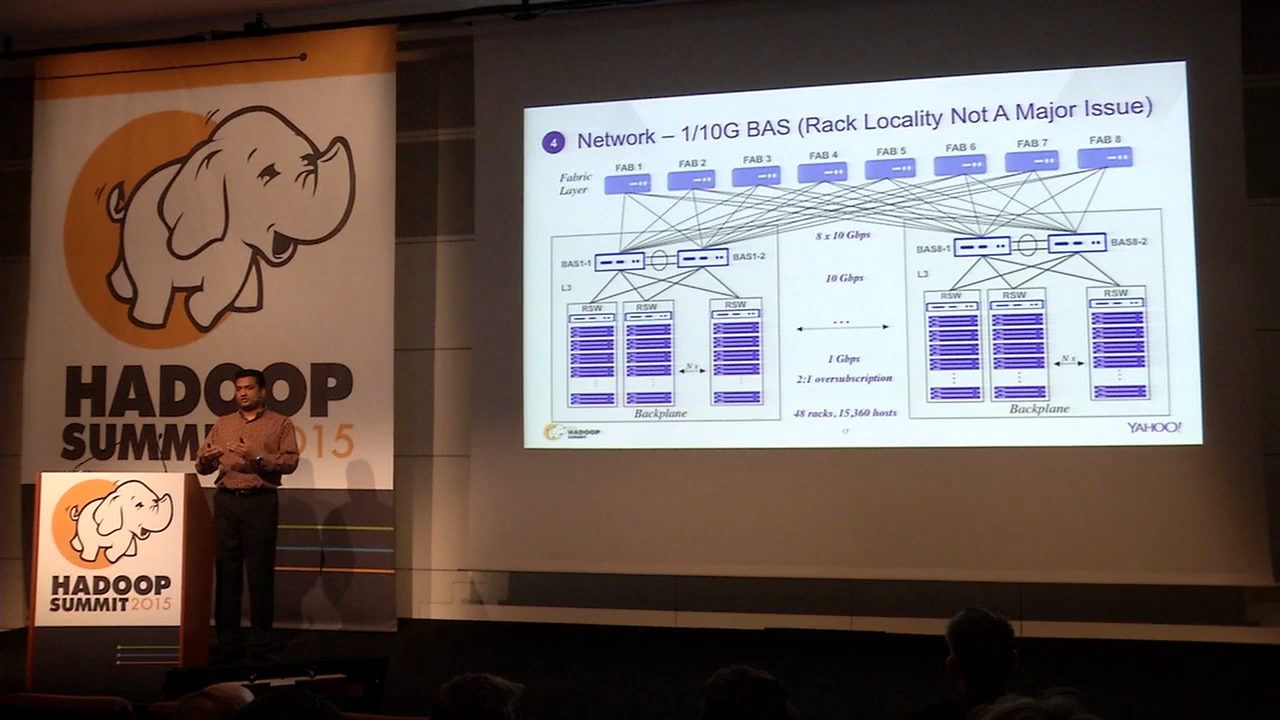 HADOOP
SUMMIT 2015
HADOOP
SUMMIT 2015
4 Network – 1/10G BAS (Rack Locality Not A Major Issue)
FAB 1 FAB 2 FAB 3 FAB 4 FAB 5 FAB 6 FAB 7 FAB 8
Fabric
Layer
8 x 10 Gbps
BAS1-1 BAS1-2 BAS8-1 BAS8-2
L3 10 Gbps L3
RSW RSW RSW RSW RSW RSW
...
N x 1 Gbps N x
2:1 oversubscription
Backplane 48 racks, 15,360 hosts Backplane
HADOOP
SUMMIT 17 YAHOO!